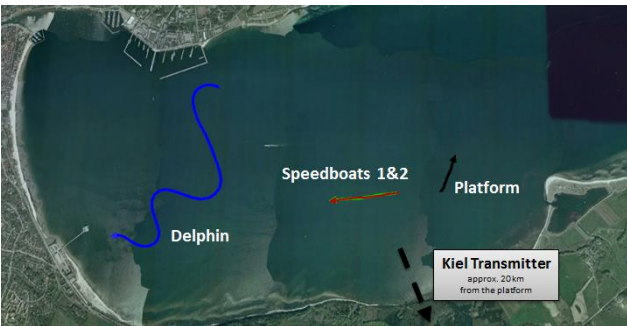 Speedboats 1&2
Platform
Delphin
Kiel Transmitter
approx. 20km
from the platform